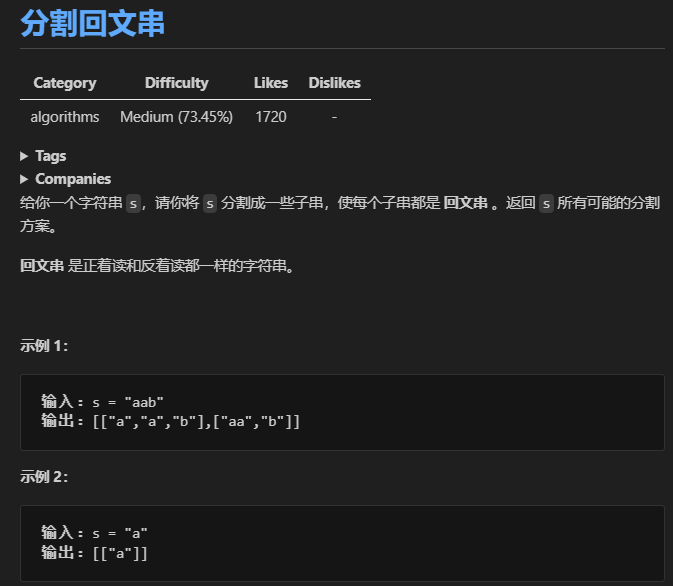 分割回文串
Category Difficulty Likes Dislikes
algorithms Medium (73.45%) 1720 -
▶ Tags
▶ Companies
给你一个字符串 s，请你将 s 分割成一些子串，使每个子串都是 回文串 。返回 s 所有可能的分割
方案。
回文串 是正着读和反着读都一样的字符串。
示例 1：
输入：s = "aab"
输出：[["a","a","b"],["aa","b"]]
示例 2：
输入：s = "a"
输出：[["a"]]